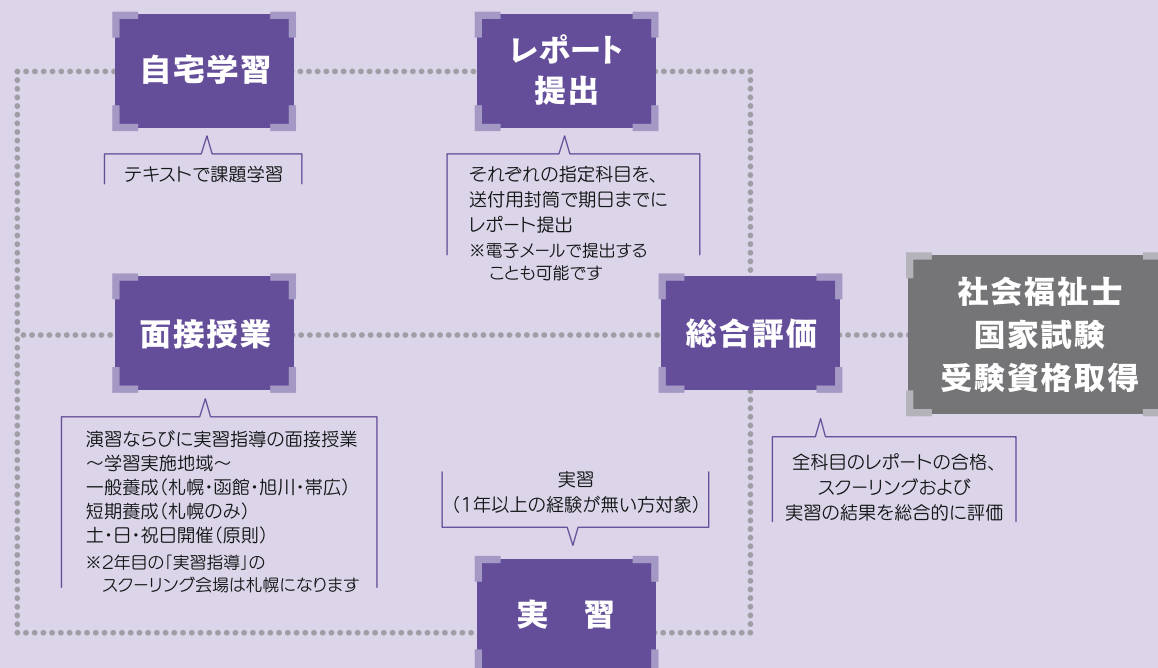 自宅学習
テキストで課題学習
レポート
提出
それぞれの指定科目を、
送付用封筒で期日までに
レポート提出
※電子メールで提出する
ことも可能です
面接授業
演習ならびに実習指導の面接授業
〜学習実施地域〜
一般養成(札幌・函館・旭川・帯広)
短期養成(札幌のみ)
土・日・祝日開催(原則)
※2年目の「実習指導」の
スクーリング会場は札幌になります
実習
(1年以上の経験が無い方対象)
実 習
総合評価
全科目のレポートの合格、
スクーリングおよび
実習の結果を総合的に評価
社会福祉士
国家試験
受験資格取得